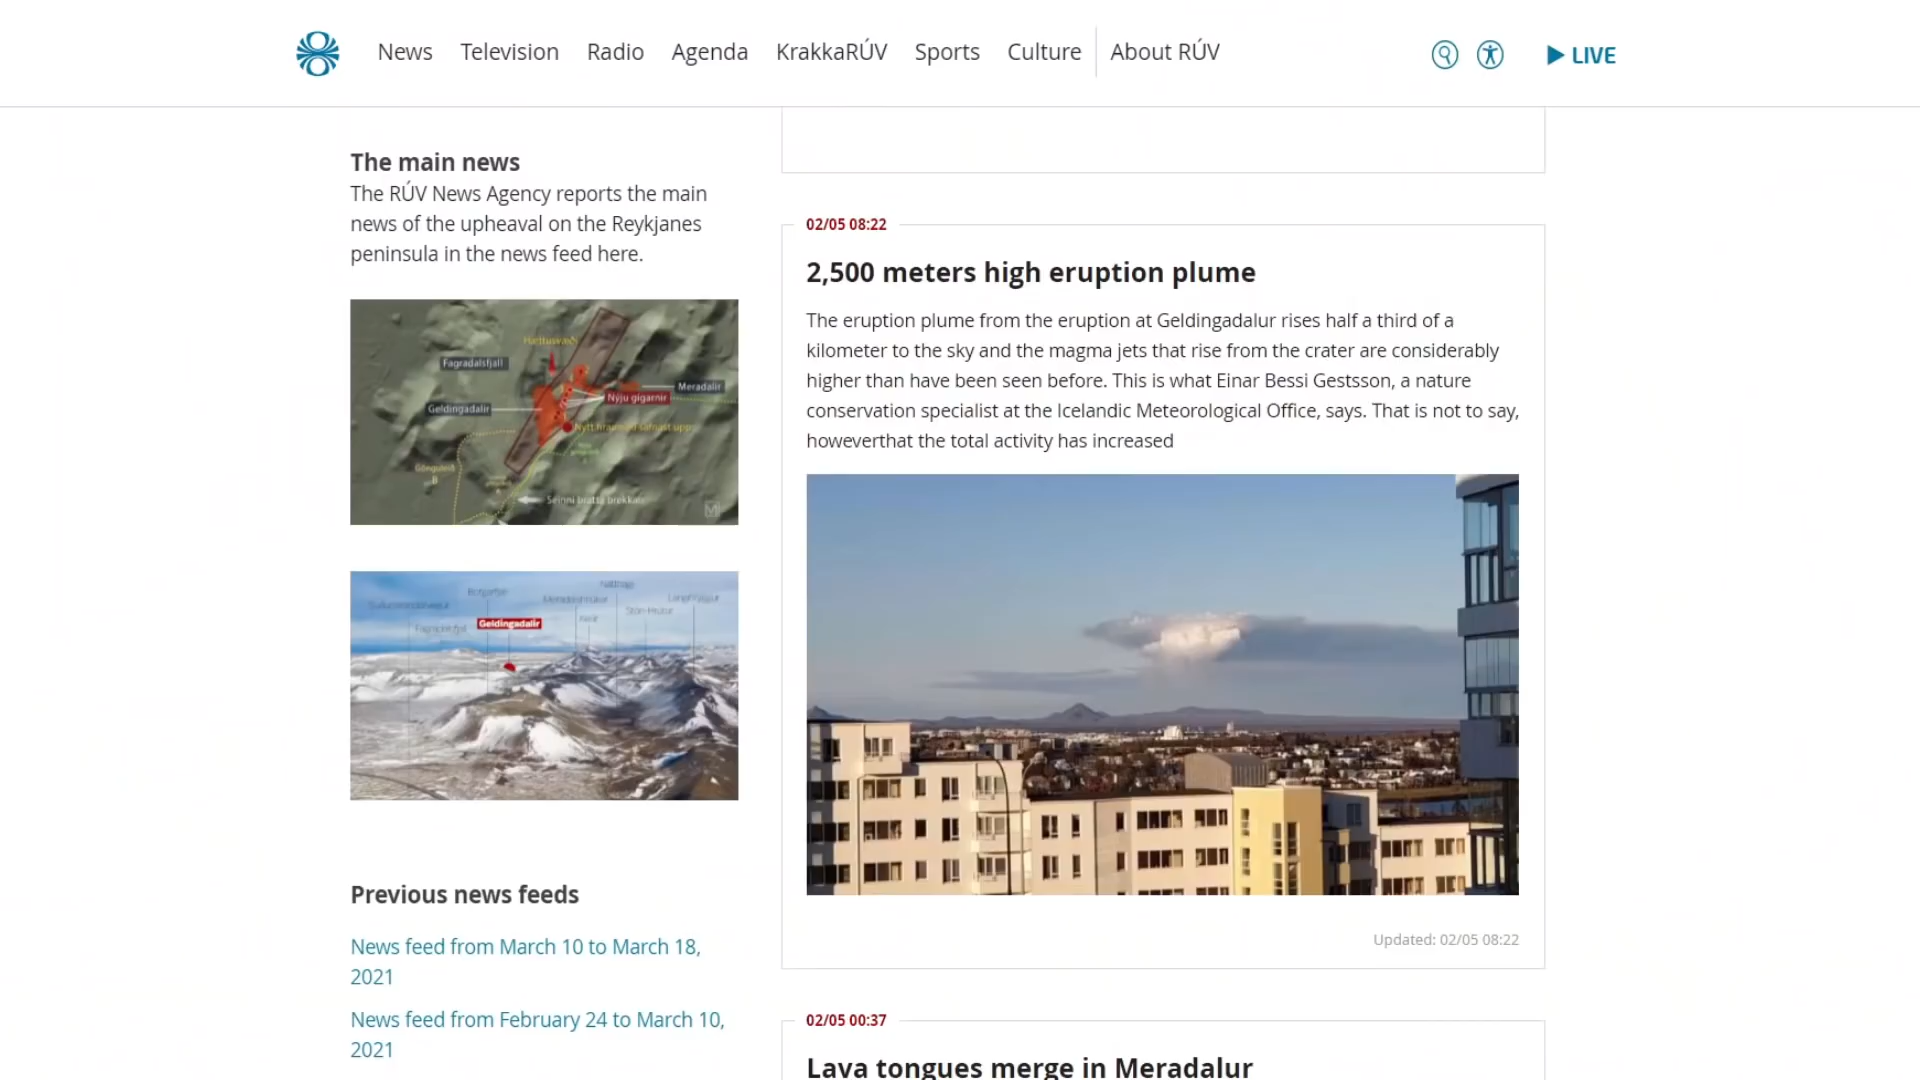 News Television Radio Agenda KrakkaRÚV Sports Culture About RÚV LIVE
The main news
The RÚV News Agency reports the main
news of the upheaval on the Reykjanes
peninsula in the news feed here.
Fagradalsfjall
Meradalir
Nýju gígarnir
Geldingadalir
Gönguleið
B
Seinni bratta brekkan
Geldingadalir
Previous news feeds
News feed from March 10 to March 18,
2021
News feed from February 24 to March 10,
2021
02/05 08:22
2,500 meters high eruption plume
The eruption plume from the eruption at Geldingadalur rises half a third of a
kilometer to the sky and the magma jets that rise from the crater are considerably
higher than have been seen before. This is what Einar Bessi Gestsson, a nature
conservation specialist at the Icelandic Meteorological Office, says. That is not to say,
howeverthat the total activity has increased
Updated: 02/05 08:22
02/05 00:37
Lava tongues merge in Meradalur